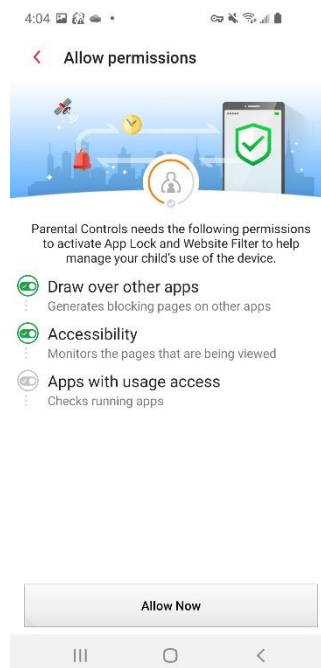 4:04
Allow permissions
Parental Controls needs the following permissions
to activate App Lock and Website Filter to help
manage your child's use of the device.
Draw over other apps
Generates blocking pages on other apps
Accessibility
Monitors the pages that are being viewed
Apps with usage access
Checks running apps
Allow Now